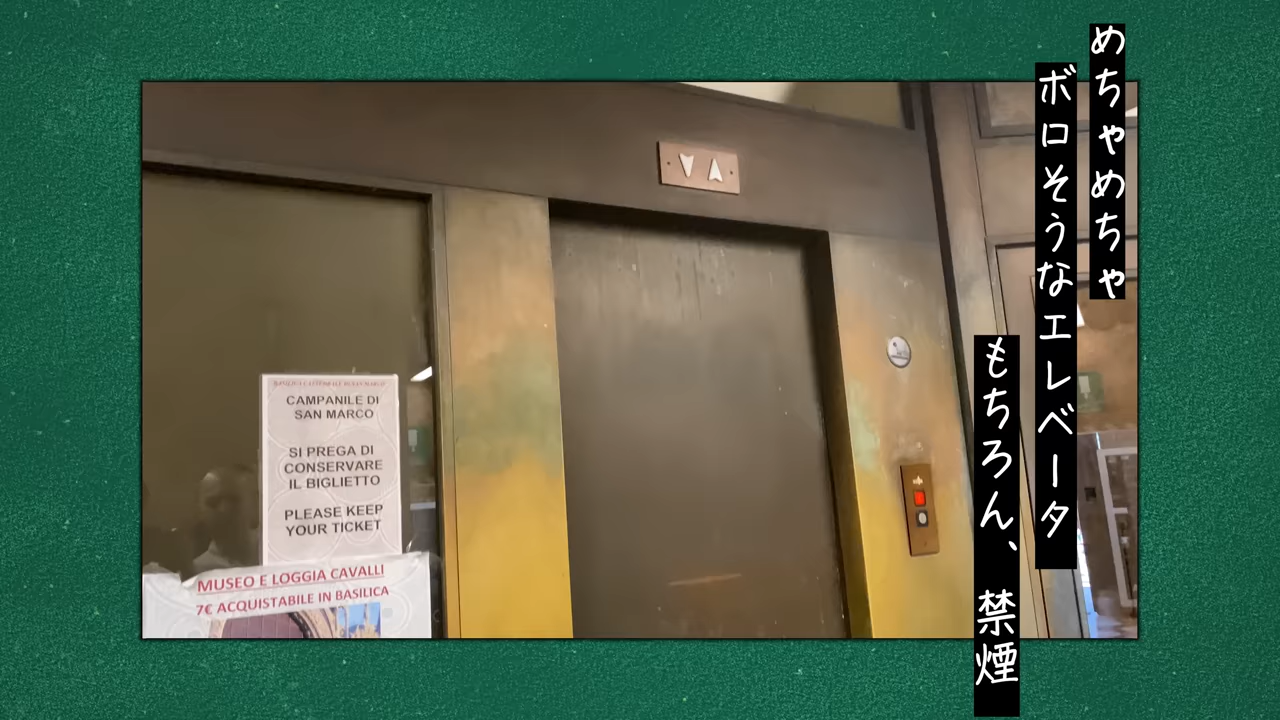 めちゃめちゃ
ボロそうなエレベータ
もちろん、禁煙
CAMPANILE DI
SAN MARCO
SI PREGA DI
CONSERVARE
IL BIGLIETTO
PLEASE KEEP
YOUR TICKET
MUSEO E LOGGIA CAVALLI
7€ ACQUISTABILE IN BASILICA